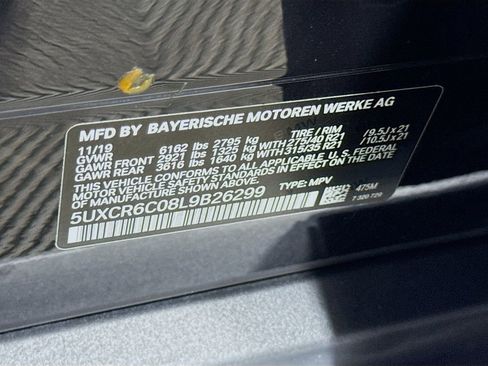 MFD BY BAYERISCHE MOTOREN WERKE AG
11/19 TIRE / RIM
GVWR 6162 lbs 2795 kg
GAWR FRONT 2921 lbs 1325 kg WITH 275/40 R21 / 9.5J x 21
GAWR REAR 3616 lbs 1640 kg WITH 315/35 R21 / 10.5J x 21
THIS VEHICLE CONFORMS TO ALL APPLICABLE U.S. FEDERAL
MOTOR VEHICLE SAFETY STANDARDS IN EFFECT ON THE DATE
OF MANUFACTURE SHOWN ABOVE.
5UXCR6C08L9B26299 TYPE: MPV
475M
7 320 729